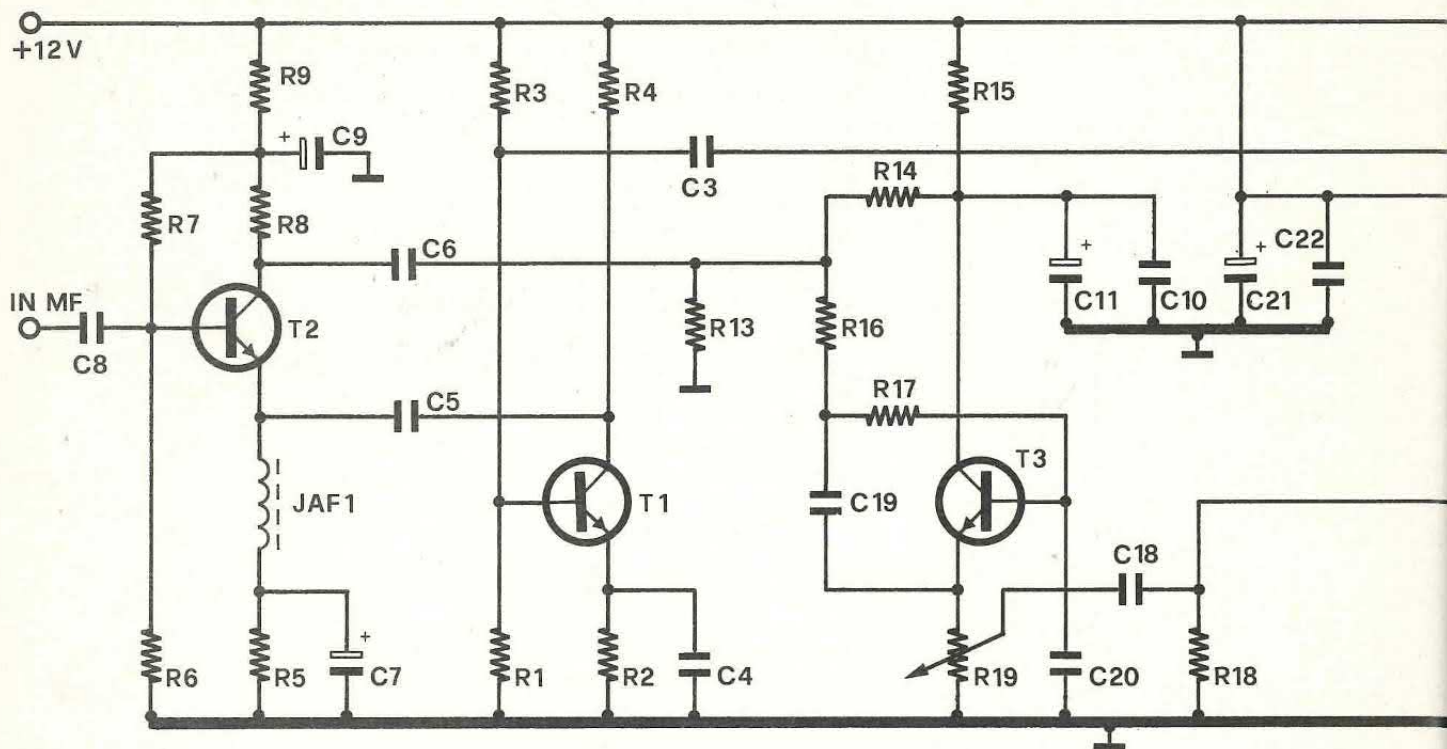 +12V
R9
R3
R4
R15
+
C9
C3
R14
R7
R8
C6
+
C11
C10
+
C21
C22
IN MF
C8
T2
R13
R16
C5
R17
JAF1
T1
C19
T3
C18
R6
R5
+
C7
R1
R2
C4
R19
C20
R18